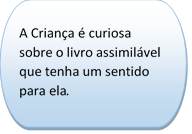 A Criança é curiosa
sobre o livro assimilável
que tenha um sentido
para ela.